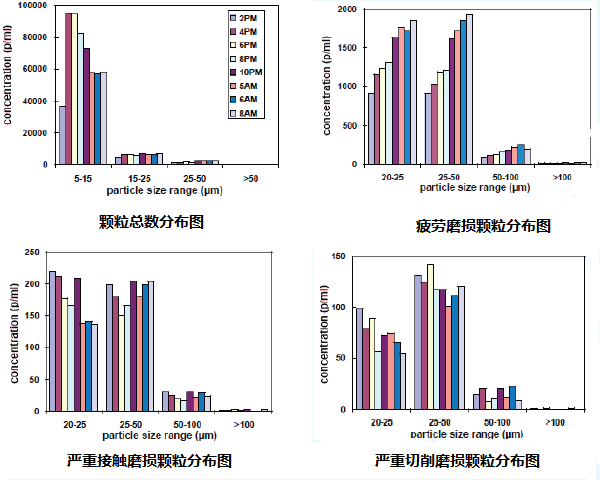 concentration (p/ml)
100000
80000
60000
40000
20000
0
2PM
4PM
6PM
8PM
10PM
5AM
6AM
8AM
5-15 15-25 25-50 >50
particle size range (µm)
颗粒总数分布图
concentration (p/ml)
2000
1500
1000
500
0
20-25 25-50 50-100 >100
particle size range (µm)
疲劳磨损颗粒分布图
concentration (p/ml)
250
200
150
100
50
0
20-25 25-50 50-100 >100
particle size range (µm)
严重接触磨损颗粒分布图
concentration (p/ml)
150
100
50
0
20-25 25-50 50-100 >100
particle size range (µm)
严重切削磨损颗粒分布图